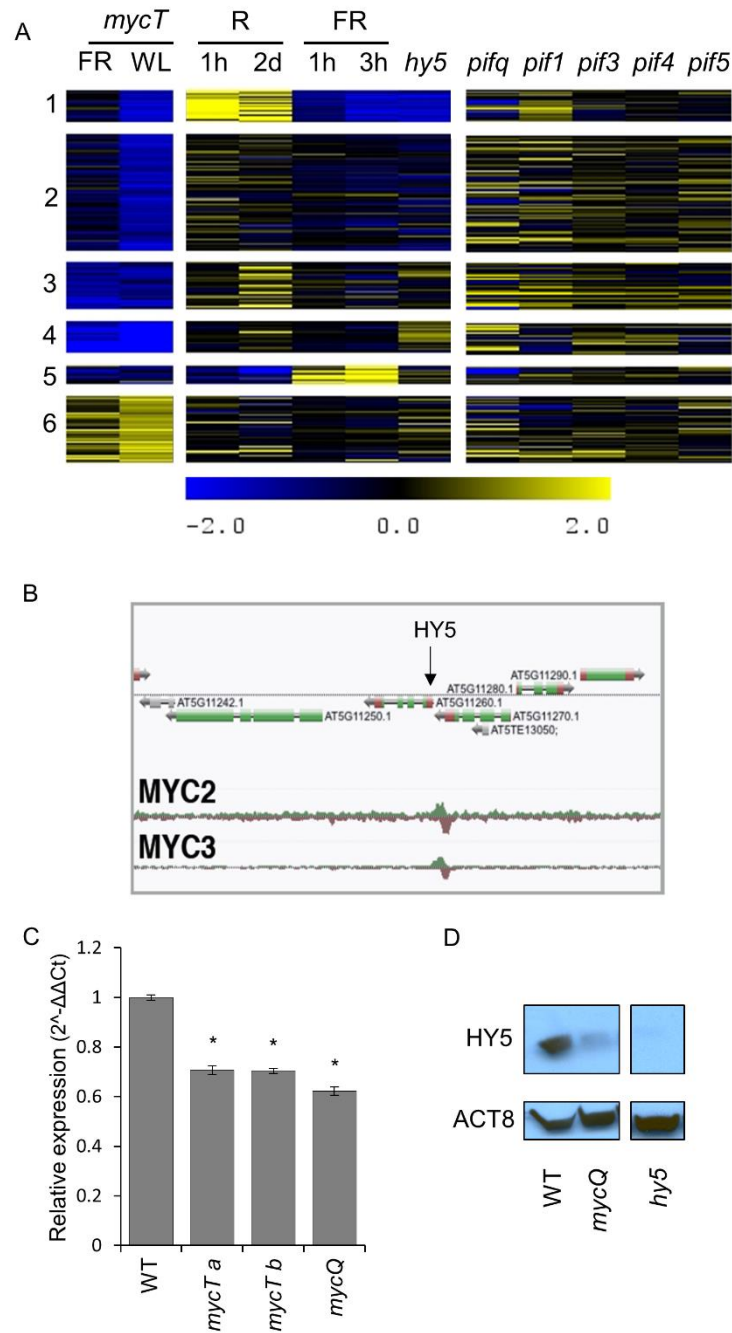 A
mycT R FR
FR WL 1h 2d 1h 3h hy5 pifq pif1 pif3 pif4 pif5
1
2
3
4
5
6
-2.0 0.0 2.0
B
HY5
AT5G11290.1
AT5G11280.1
AT5G11242.1 AT5G11260.1
AT5G11250.1 AT5G11270.1
AT5TE13050;
MYC2
MYC3
C
Relative expression (2^-ΔΔCt)
1.2
1
0.8
0.6
0.4
0.2
0
* * *
WT mycT a mycT b mycQ
D
HY5
ACT8
WT mycQ hy5